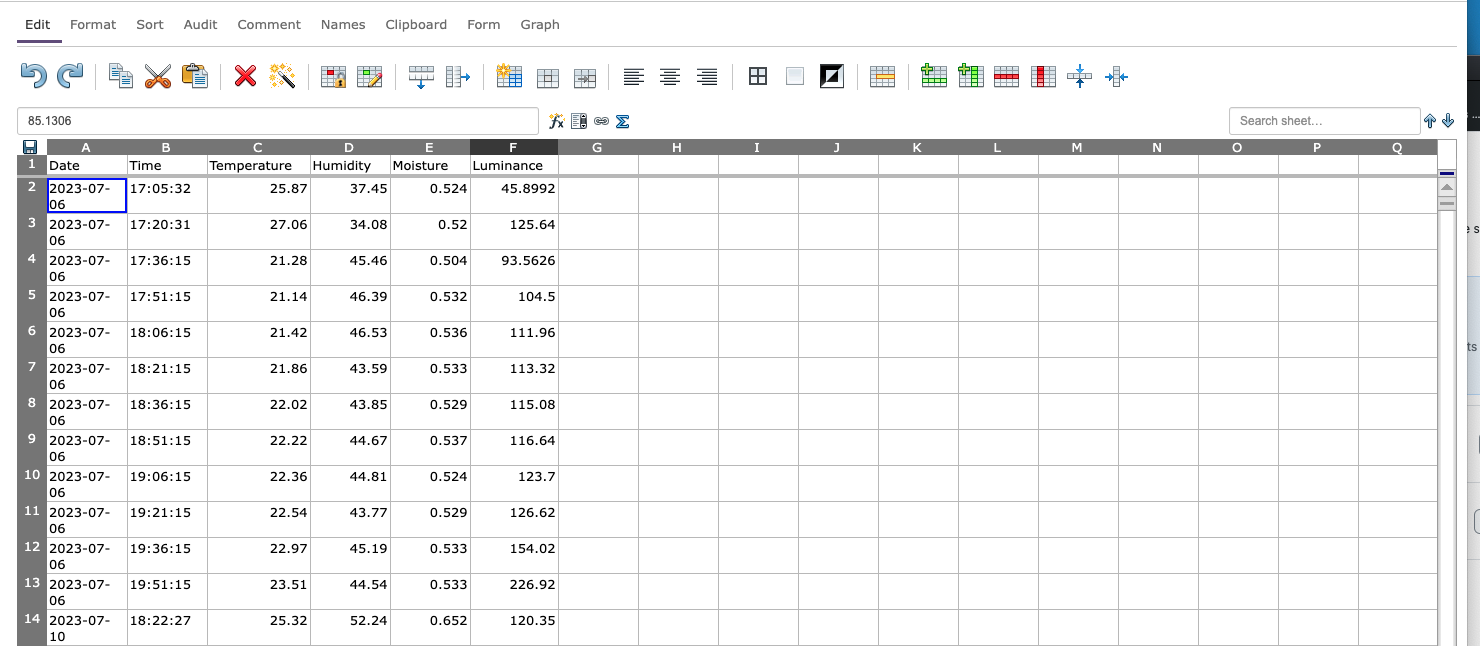 Edit Format Sort Audit Comment Names Clipboard Form Graph
85.1306
Search sheet...
A B C D E F G H I J K L M N O P Q
1 Date Time Temperature Humidity Moisture Luminance
2 2023-07-06 17:05:32 25.87 37.45 0.524 45.8992
3 2023-07-06 17:20:31 27.06 34.08 0.52 125.64
4 2023-07-06 17:36:15 21.28 45.46 0.504 93.5626
5 2023-07-06 17:51:15 21.14 46.39 0.532 104.5
6 2023-07-06 18:06:15 21.42 46.53 0.536 111.96
7 2023-07-06 18:21:15 21.86 43.59 0.533 113.32
8 2023-07-06 18:36:15 22.02 43.85 0.529 115.08
9 2023-07-06 18:51:15 22.22 44.67 0.537 116.64
10 2023-07-06 19:06:15 22.36 44.81 0.524 123.7
11 2023-07-06 19:21:15 22.54 43.77 0.529 126.62
12 2023-07-06 19:36:15 22.97 45.19 0.533 154.02
13 2023-07-06 19:51:15 23.51 44.54 0.533 226.92
14 2023-07-10 18:22:27 25.32 52.24 0.652 120.35